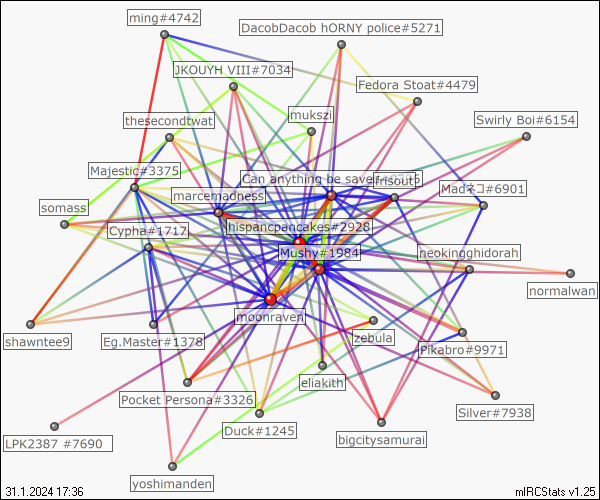 ming#4742
DacobDacob hORNY police#5271
JKOUYH VIII#7034
Fedora Stoat#4479
mukszi
thesecondtwat
Swirly Boi#6154
Majestic#3375
Can anything be save
frisout
marcemadness
Madネコ#6901
somass
Cypha#1717
hispancpancakes#2928
Mushy#1984
heokingghidorah
normalwan
moonraven
shawntee9
Eg.Master#1378
zebula
Pikabro#9971
eliakith
Pocket Persona#3326
Silver#7938
Duck#1245
bigcitysamurai
LPK2387 #7690
yoshimanden
31.1.2024 17:36
mIRCStats v1.25